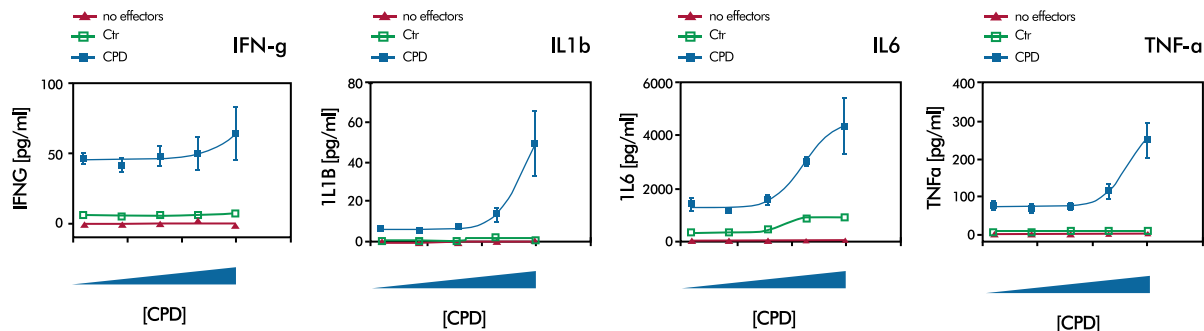 no effectors
Ctr
CPD
IFN-g
IFNG [pg/ml]
100
50
0
[CPD]
no effectors
Ctr
CPD
IL1b
1L1B [pg/ml]
80
60
40
20
0
[CPD]
no effectors
Ctr
CPD
IL6
1L6 [pg/ml]
6000
4000
2000
0
[CPD]
no effectors
Ctr
CPD
TNF-a
TNFα [pg/ml]
400
300
200
100
0
[CPD]